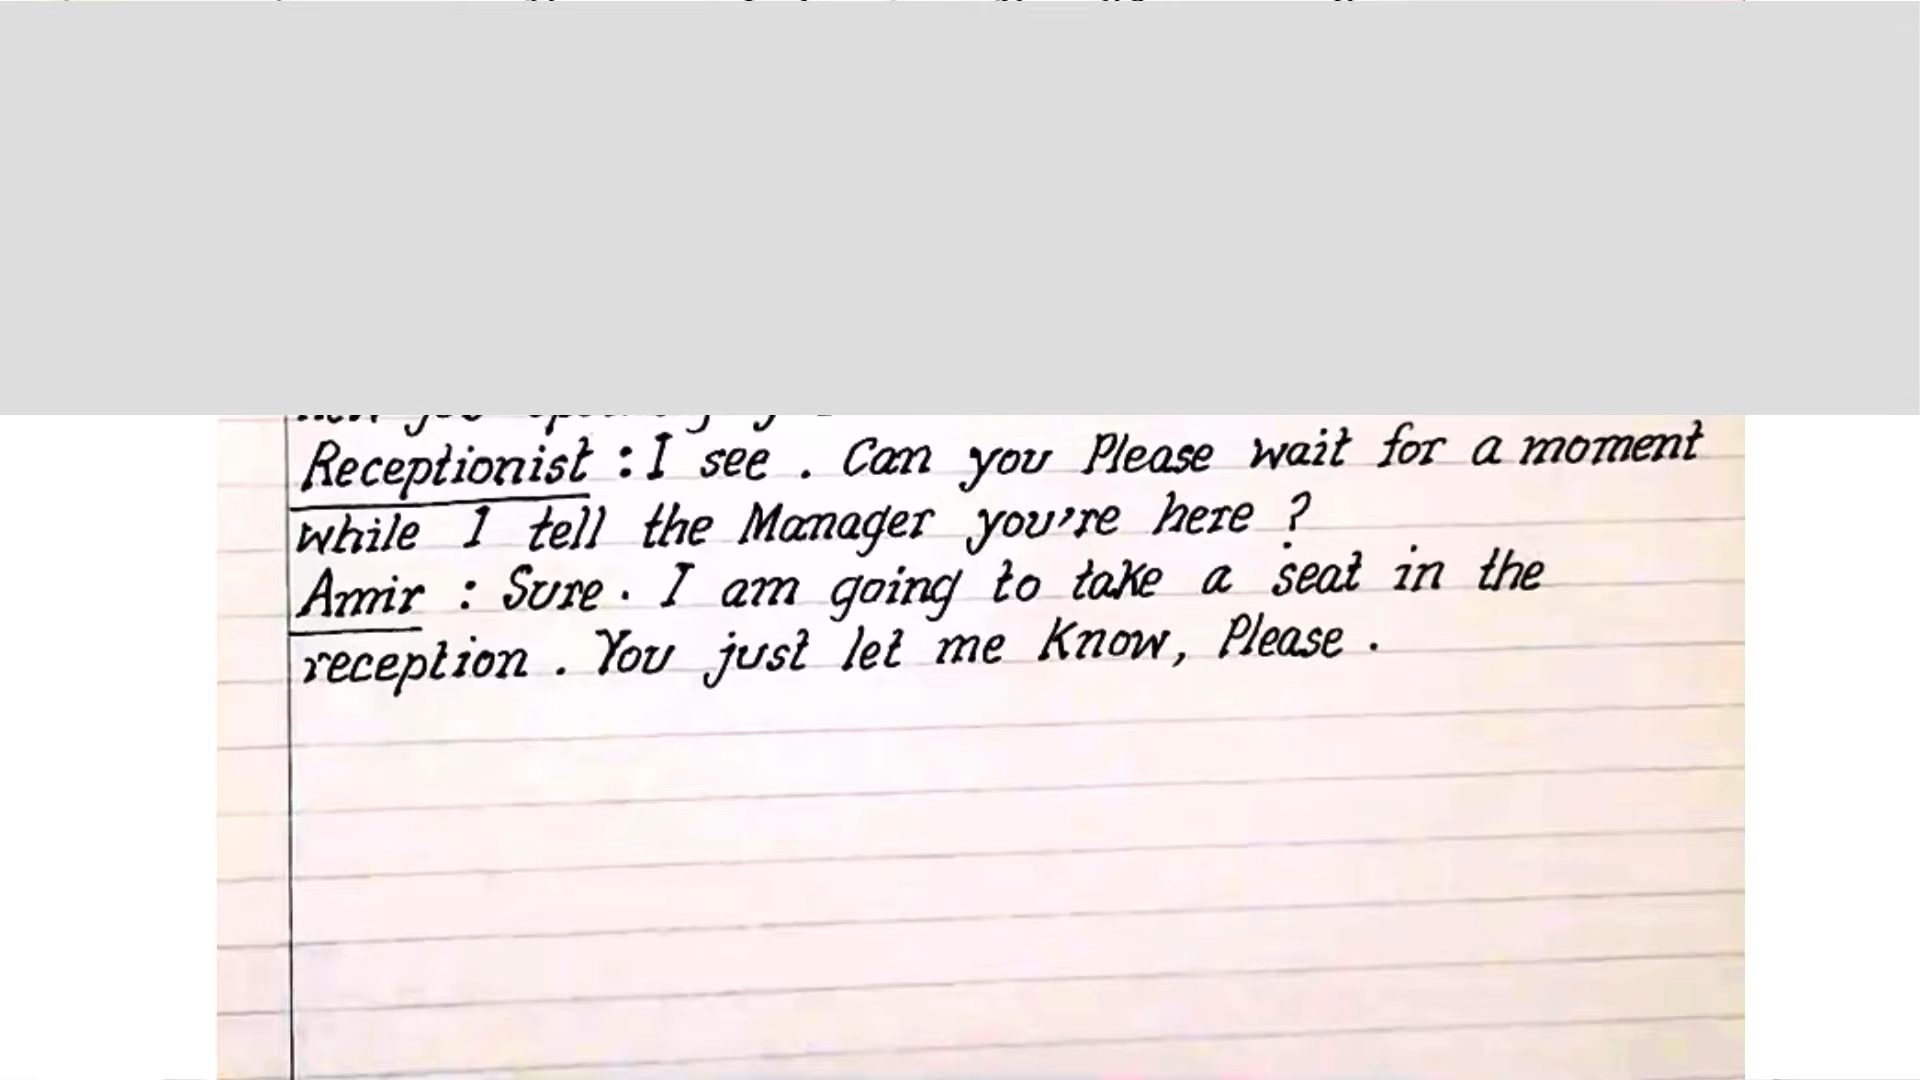 Receptionist : I see . Can you Please wait for a moment
while I tell the Manager you're here ?
Amir : Sure . I am going to take a seat in the
reception . You just let me Know, Please .